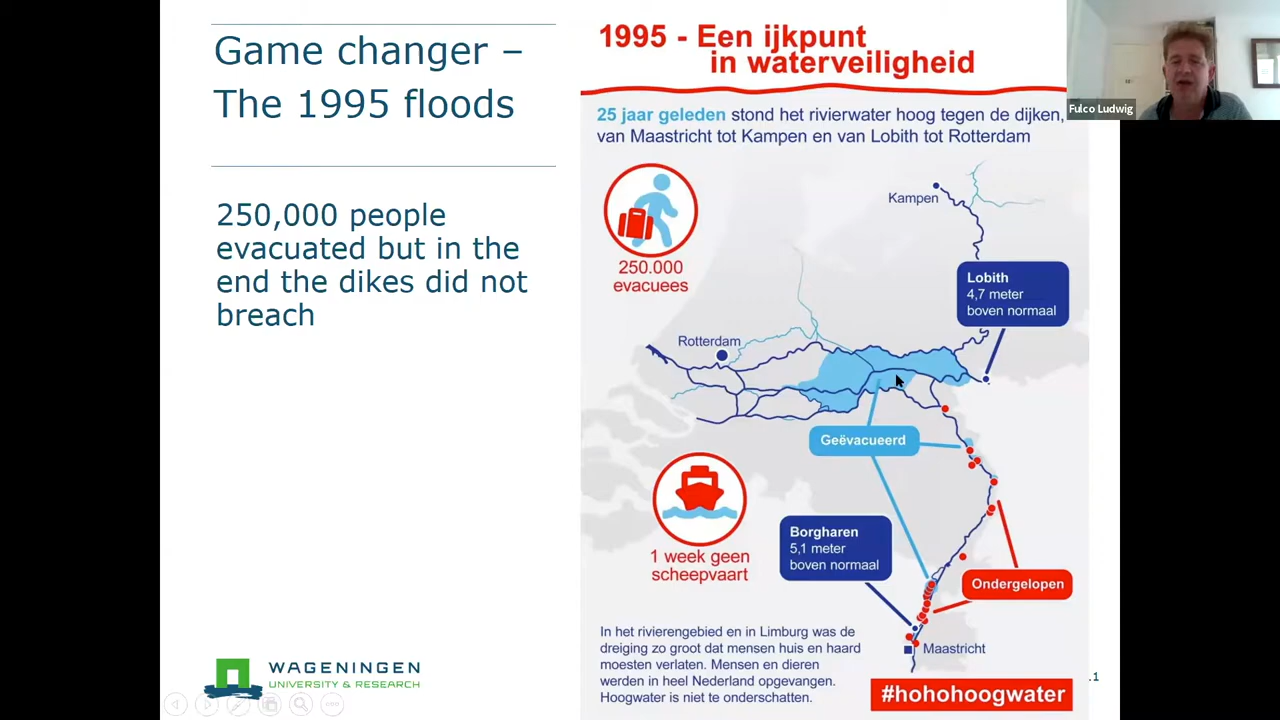 Game changer –
The 1995 floods
250,000 people
evacuated but in the
end the dikes did not
breach
WAGENINGEN
UNIVERSITY & RESEARCH
1995 - Een ijkpunt
in waterveiligheid
25 jaar geleden stond het rivierwater hoog tegen de dijken,
van Maastricht tot Kampen en van Lobith tot Rotterdam
250.000
evacuees
Kampen
Lobith
4,7 meter
boven normaal
Rotterdam
Geëvacueerd
1 week geen
scheepvaart
Borgharen
5,1 meter
boven normaal
Ondergelopen
Maastricht
In het rivierengebied en in Limburg was de
dreiging zo groot dat mensen huis en haard
moesten verlaten. Mensen en dieren
werden in heel Nederland opgevangen.
Hoogwater is niet te onderschatten.
#hohohoogwater
Fulco Ludwig